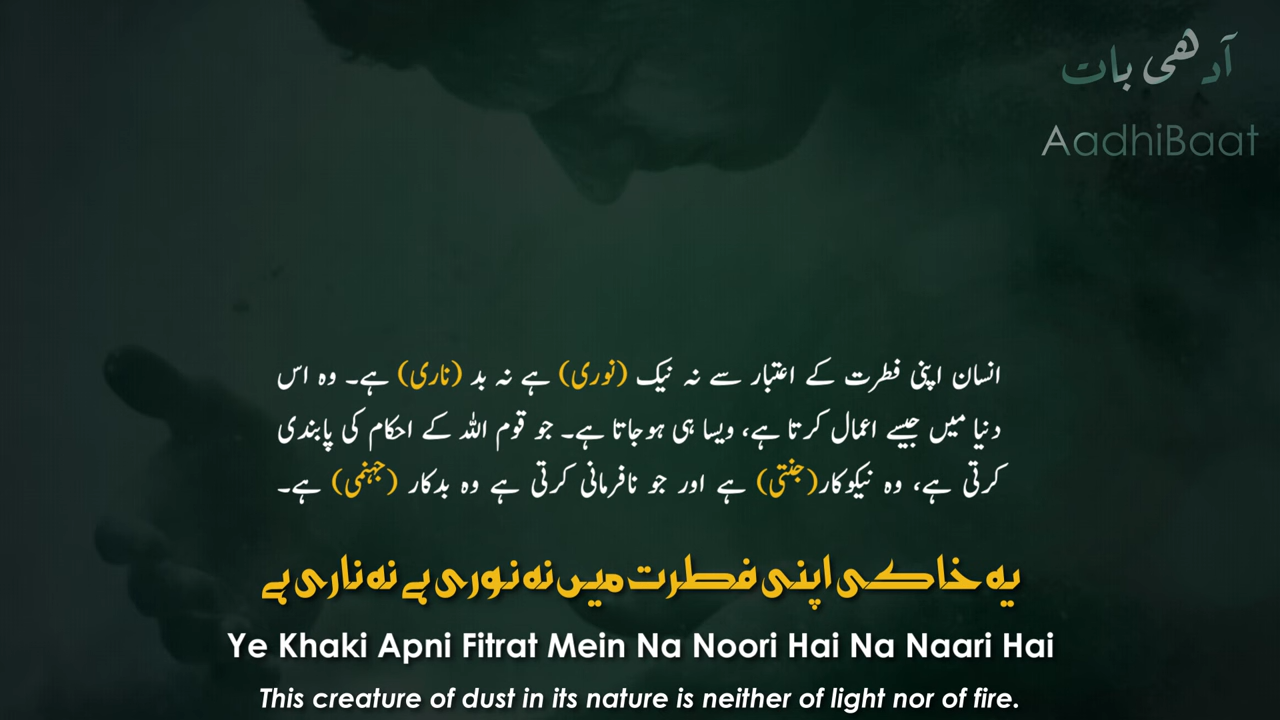 آدھی بات
AadhiBaat
انسان اپنی فطرت کے اعتبار سے نہ نیک (نوری) ہے نہ بد (ناری) ہے۔ وہ اس
دنیا میں جیسے اعمال کرتا ہے، ویسا ہی ہوجاتا ہے۔ جو قوم اللہ کے احکام کی پابندی
کرتی ہے، وہ نیکوکار(جنتی) ہے اور جو نافرمانی کرتی ہے وہ بدکار (جہنمی) ہے۔
یہ خاکی اپنی فطرت میں نہ نوری ہے نہ ناری ہے
Ye Khaki Apni Fitrat Mein Na Noori Hai Na Naari Hai
This creature of dust in its nature is neither of light nor of fire.